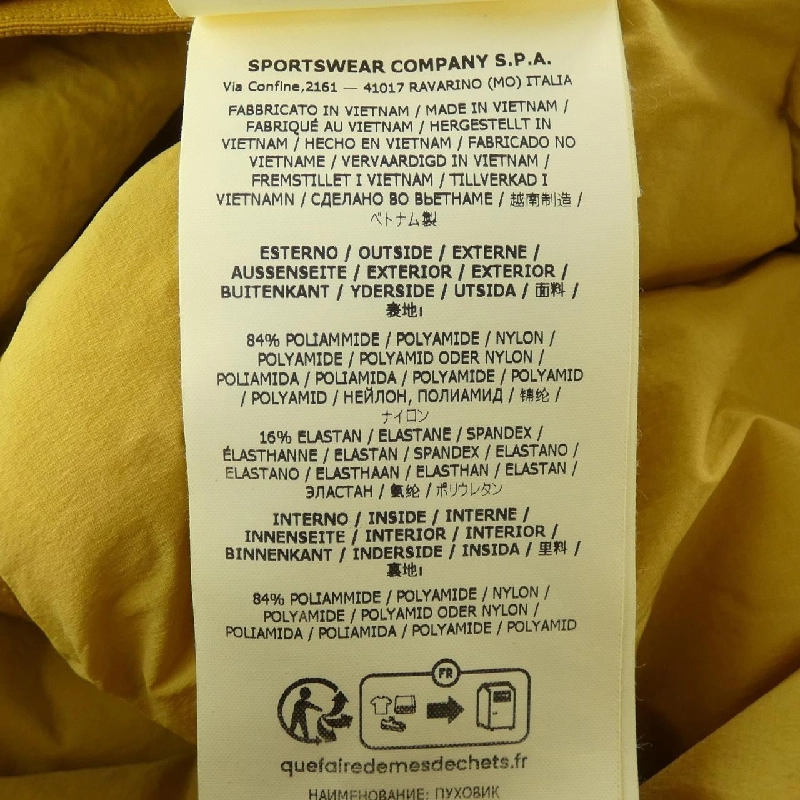 SPORTSWEAR COMPANY S.P.A.
Via Confine,2161 — 41017 RAVARINO (MO) ITALIA
FABBRICATO IN VIETNAM / MADE IN VIETNAM /
FABRIQUÉ AU VIETNAM / HERGESTELLT IN
VIETNAM / HECHO EN VIETNAM / FABRICADO NO
VIETNAME / VERVAARDIGD IN VIETNAM /
FREMSTILLET I VIETNAM / TILLVERKAD I
VIETNAMN / СДЕЛАНО ВО ВЬЕТНАМЕ / 越南制造 /
ベトナム製
ESTERNO / OUTSIDE / EXTERNE /
AUSSENSEITE / EXTERIOR / EXTERIOR /
BUITENKANT / YDERSIDE / UTSIDA / 面料 /
表地1
84% POLIAMMIDE / POLYAMIDE / NYLON /
POLYAMIDE / POLYAMID ODER NYLON /
POLIAMIDA / POLIAMIDA / POLYAMIDE / POLYAMID
/ POLYAMID / НЕЙЛОН, ПОЛИАМИД / 锦纶 /
ナイロン
16% ELASTAN / ELASTANE / SPANDEX /
ÉLASTHANNE / ELASTAN / SPANDEX / ELASTANO /
ELASTANO / ELASTHAAN / ELASTHAN / ELASTAN /
ЭЛАСТАН / 氨纶 / ポリウレタン
INTERNO / INSIDE / INTERNE /
INNENSEITE / INTERIOR / INTERIOR /
BINNENKANT / INDERSIDE / INSIDA / 里料 /
裏地1
84% POLIAMMIDE / POLYAMIDE / NYLON /
POLYAMIDE / POLYAMID ODER NYLON /
POLIAMIDA / POLIAMIDA / POLYAMIDE / POLYAMID
FR
quefairedemesdechets.fr
НАИМЕНОВАНИЕ: ПУХОВИК